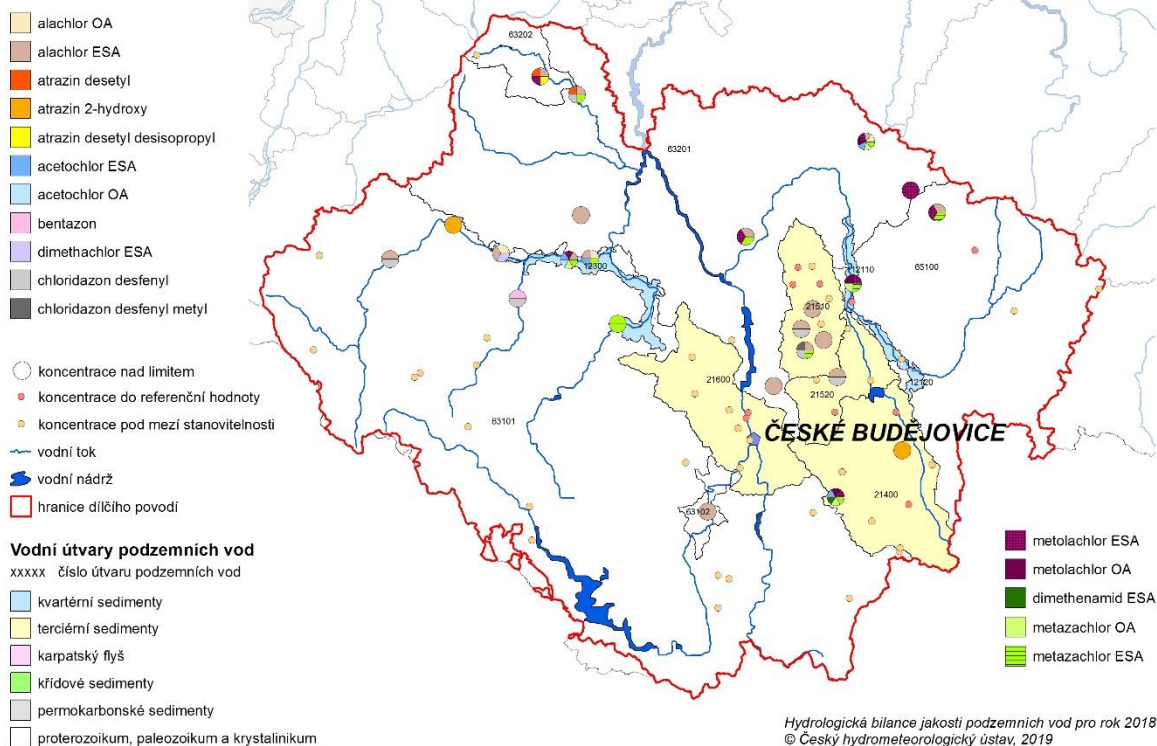 alachlor OA
alachlor ESA
atrazin desetyl
atrazin 2-hydroxy
atrazin desetyl desisopropyl
acetochlor ESA
acetochlor OA
bentazon
dimethachlor ESA
chloridazon desfenyl
chloridazon desfenyl metyl
koncentrace nad limitem
koncentrace do referenční hodnoty
koncentrace pod mezí stanovitelnosti
vodní tok
vodní nádrž
hranice dílčího povodí
Vodní útvary podzemních vod
xxxxx číslo útvaru podzemních vod
kvartérní sedimenty
terciérní sedimenty
karpatský flyš
křídové sedimenty
permokarbonské sedimenty
proterozoikum, paleozoikum a krystalinikum
63202
63201
12300
12110
65100
21510
12120
21600
21520
63101
ČESKÉ BUDĚJOVICE
21400
63102
metolachlor ESA
metolachlor OA
dimethenamid ESA
metazachlor OA
metazachlor ESA
Hydrologická bilance jakosti podzemních vod pro rok 2018
© Český hydrometeorologický ústav, 2019